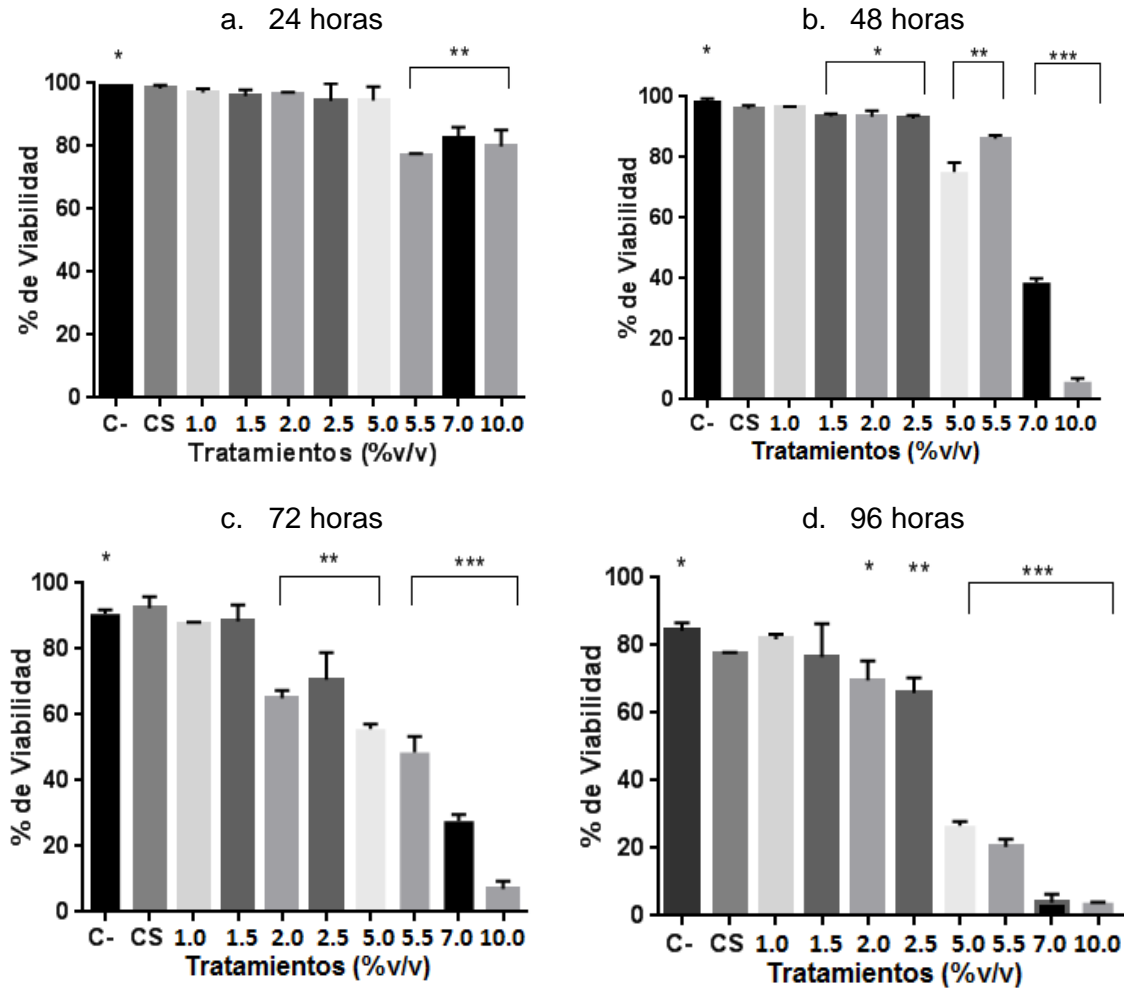 a. 24 horas
* **
% de Viabilidad
100
80
60
40
20
0
C- CS 1.0 1.5 2.0 2.5 5.0 5.5 7.0 10.0
Tratamientos (%v/v)
b. 48 horas
* * ** ***
% de Viabilidad
100
80
60
40
20
0
C- CS 1.0 1.5 2.0 2.5 5.0 5.5 7.0 10.0
Tratamientos (%v/v)
c. 72 horas
* ** ***
% de Viabilidad
100
80
60
40
20
0
C- CS 1.0 1.5 2.0 2.5 5.0 5.5 7.0 10.0
Tratamientos (%v/v)
d. 96 horas
* * ** ***
% de Viabilidad
100
80
60
40
20
0
C- CS 1.0 1.5 2.0 2.5 5.0 5.5 7.0 10.0
Tratamientos (%v/v)